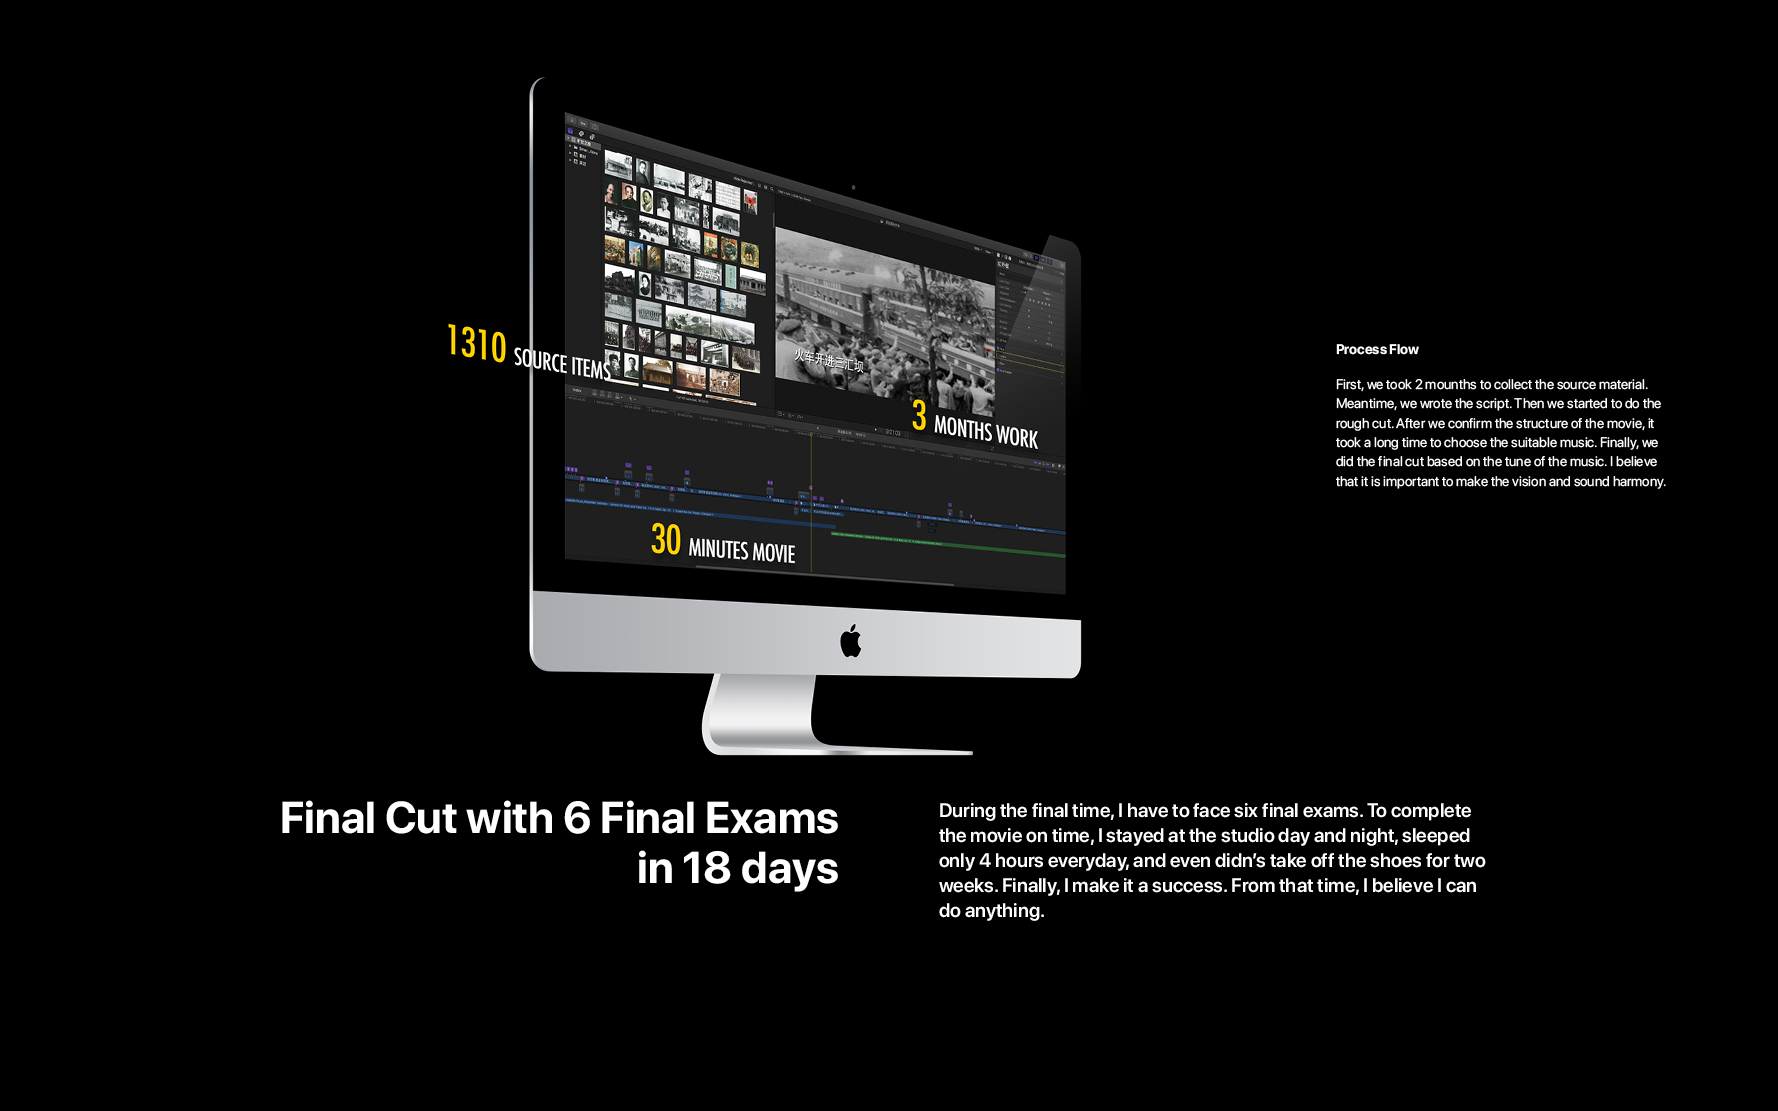 1310 SOURCE ITEMS
火车开进三汇坝
3 MONTHS WORK
30 MINUTES MOVIE
Process Flow
First, we took 2 mounths to collect the source material.
Meantime, we wrote the script. Then we started to do the
rough cut. After we confirm the structure of the movie, it
took a long time to choose the suitable music. Finally, we
did the final cut based on the tune of the music. I believe
that it is important to make the vision and sound harmony.
Final Cut with 6 Final Exams
in 18 days
During the final time, I have to face six final exams. To complete
the movie on time, I stayed at the studio day and night, sleeped
only 4 hours everyday, and even didn's take off the shoes for two
weeks. Finally, I make it a success. From that time, I believe I can
do anything.